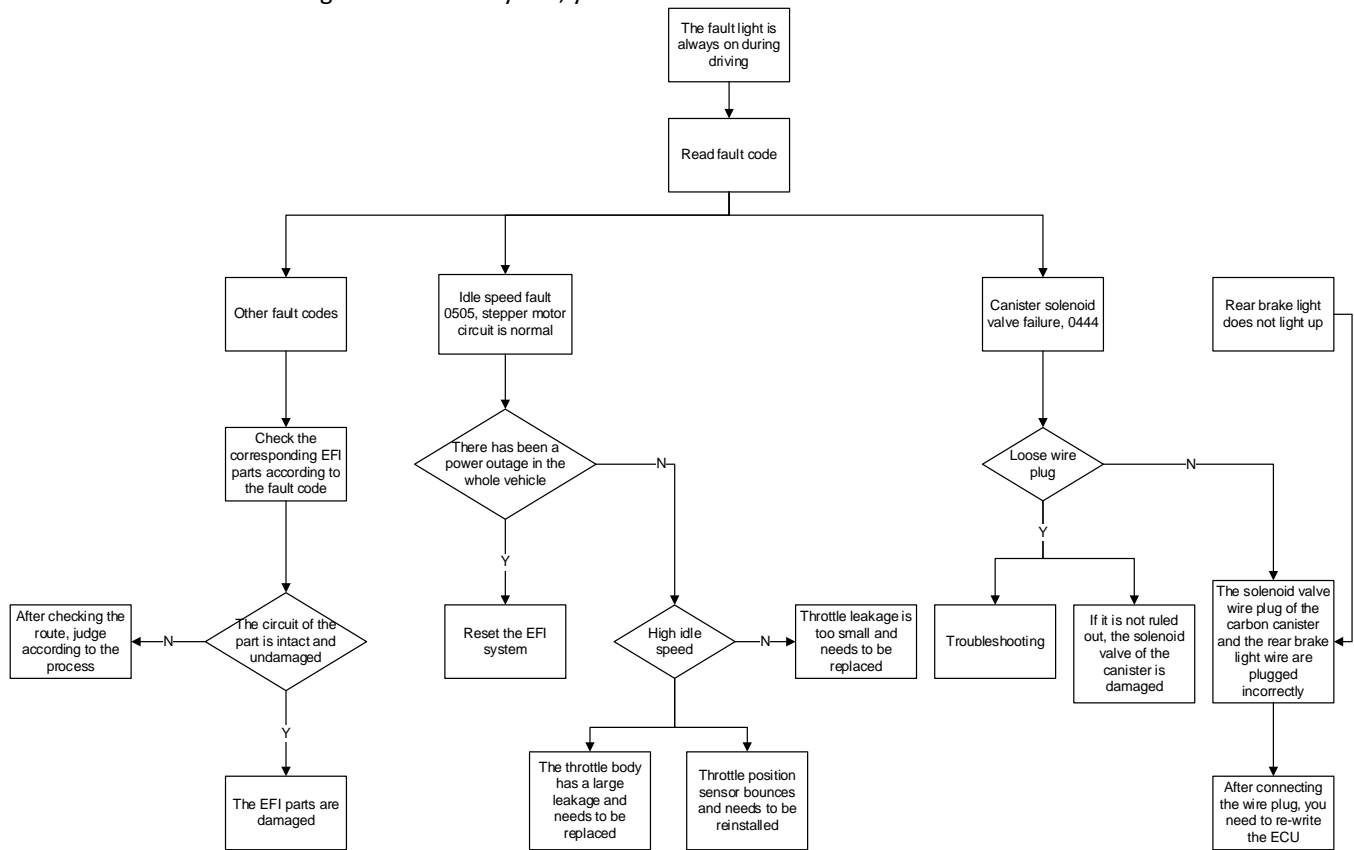 The fault light is
always on during
driving
Read fault code
Other fault codes
Idle speed fault
0505, stepper motor
circuit is normal
Canister solenoid
valve failure, 0444
Rear brake light
does not light up
Check the
corresponding EFI
parts according to
the fault code
There has been a
power outage in the
whole vehicle
N
Loose wire
plug
N
Y
Y
After checking the
route, judge
according to the
process
N
The circuit of the
part is intact and
undamaged
Reset the EFI
system
High idle
speed
N
Throttle leakage is
too small and
needs to be
replaced
Troubleshooting
If it is not ruled
out, the solenoid
valve of the
canister is
damaged
The solenoid valve
wire plug of the
carbon canister
and the rear brake
light wire are
plugged
incorrectly
Y
The EFI parts are
damaged
The throttle body
has a large
leakage and
needs to be
replaced
Throttle position
sensor bounces
and needs to be
reinstalled
After connecting
the wire plug, you
need to re-write
the ECU